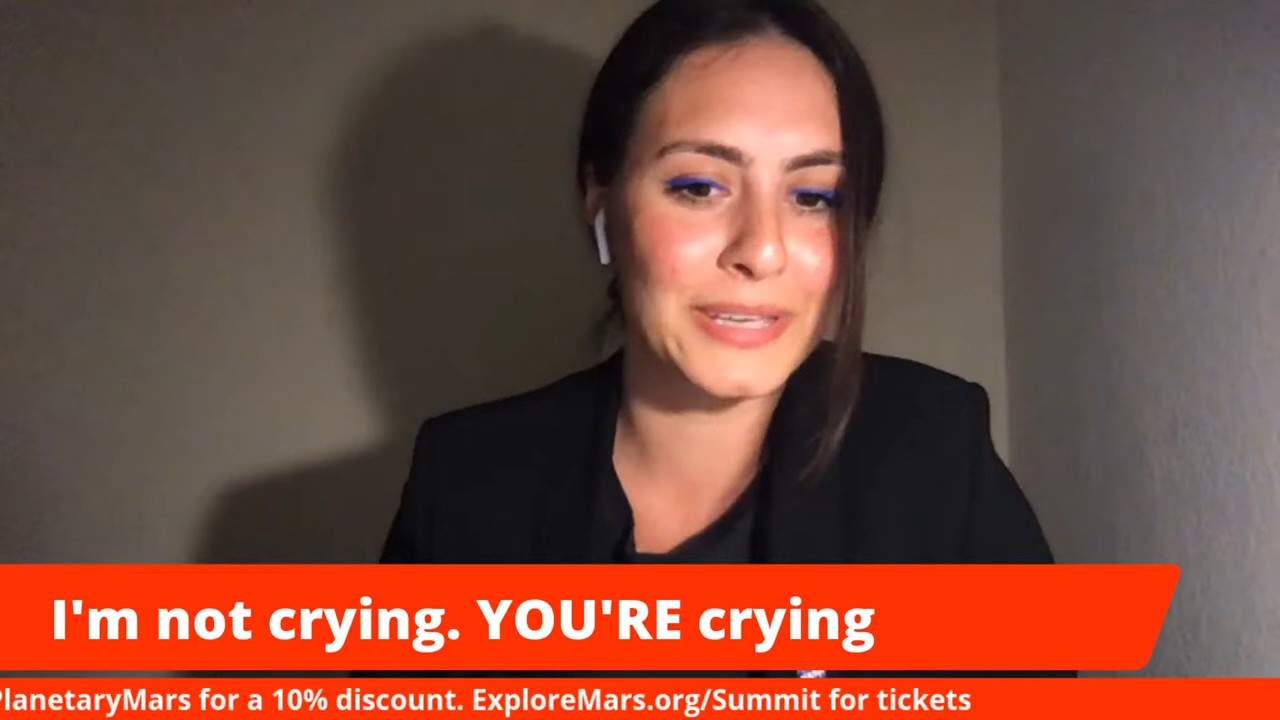 I'm not crying. YOU'RE crying
PlanetaryMars for a 10% discount. ExploreMars.org/Summit for tickets